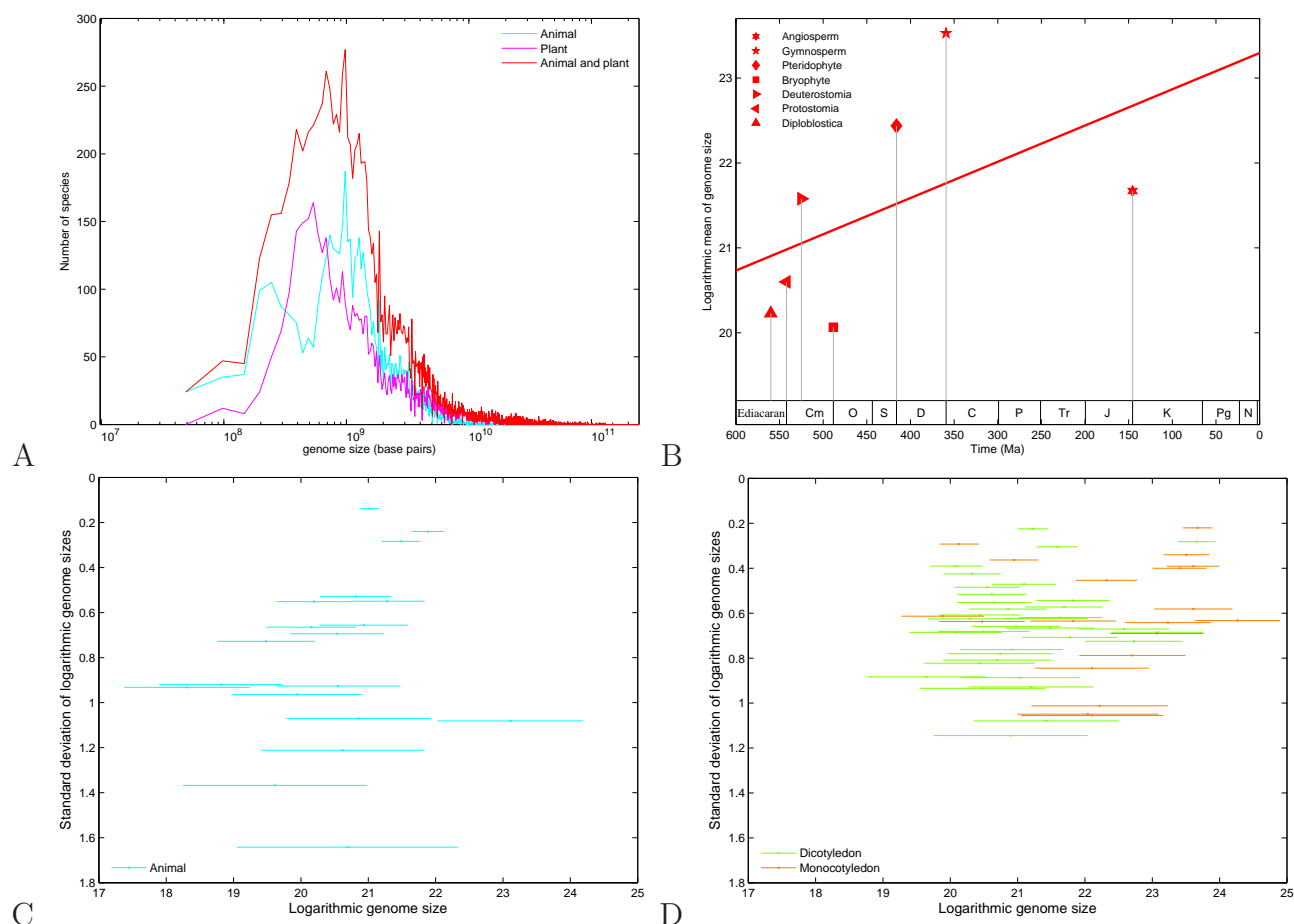 300
250
200
150
100
50
0
Number of species
10^7
10^8
10^9
10^10
10^11
genome size (base pairs)
Animal
Plant
Animal and plant
A
Angiosperm
Gymnosperm
Pteridophyte
Bryophyte
Deuterostomia
Protostomia
Diploblostica
23
22
21
20
Logarithmic mean of genome size
Ediacaran Cm O S D C P Tr J K Pg N
600 550 500 450 400 350 300 250 200 150 100 50 0
Time (Ma)
B
0
0.2
0.4
0.6
0.8
1
1.2
1.4
1.6
1.8
Standard deviation of logarithmic genome sizes
Animal
17 18 19 20 21 22 23 24 25
Logarithmic genome size
C
0
0.2
0.4
0.6
0.8
1
1.2
1.4
1.6
1.8
Standard deviation of logarithmic genome sizes
Dicotyledon
Monocotyledon
17 18 19 20 21 22 23 24 25
Logarithmic genome size
D